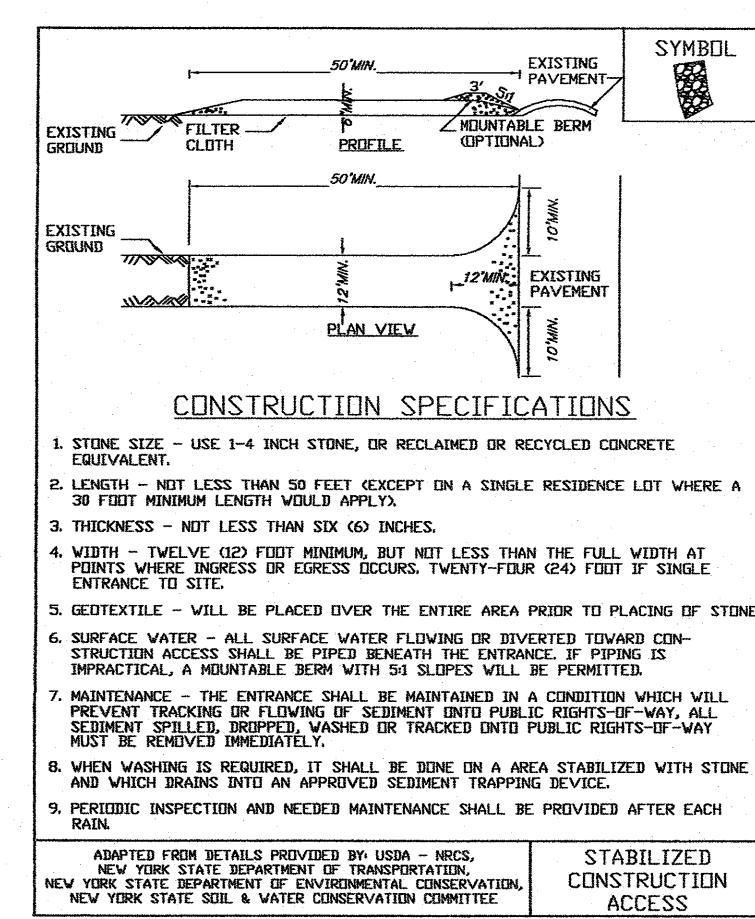 SYMBOL
50'MIN.
EXISTING
PAVEMENT
3'
5:1
6"MIN.
EXISTING
GROUND
FILTER
CLOTH
PROFILE
MOUNTABLE BERM
(OPTIONAL)
50'MIN.
EXISTING
GROUND
10'MIN.
12'MIN.
12'MIN.
EXISTING
PAVEMENT
PLAN VIEW
10'MIN.
CONSTRUCTION SPECIFICATIONS
1. STONE SIZE - USE 1-4 INCH STONE, OR RECLAIMED OR RECYCLED CONCRETE
EQUIVALENT.
2. LENGTH - NOT LESS THAN 50 FEET (EXCEPT ON A SINGLE RESIDENCE LOT WHERE A
30 FOOT MINIMUM LENGTH WOULD APPLY).
3. THICKNESS - NOT LESS THAN SIX (6) INCHES.
4. WIDTH - TWELVE (12) FOOT MINIMUM, BUT NOT LESS THAN THE FULL WIDTH AT
POINTS WHERE INGRESS OR EGRESS OCCURS. TWENTY-FOUR (24) FOOT IF SINGLE
ENTRANCE TO SITE.
5. GEOTEXTILE - WILL BE PLACED OVER THE ENTIRE AREA PRIOR TO PLACING OF STONE
6. SURFACE WATER - ALL SURFACE WATER FLOWING OR DIVERTED TOWARD CON-
STRUCTION ACCESS SHALL BE PIPED BENEATH THE ENTRANCE. IF PIPING IS
IMPRACTICAL, A MOUNTABLE BERM WITH 5:1 SLOPES WILL BE PERMITTED.
7. MAINTENANCE - THE ENTRANCE SHALL BE MAINTAINED IN A CONDITION WHICH WILL
PREVENT TRACKING OR FLOWING OF SEDIMENT ONTO PUBLIC RIGHTS-OF-WAY, ALL
SEDIMENT SPILLED, DROPPED, WASHED OR TRACKED ONTO PUBLIC RIGHTS-OF-WAY
MUST BE REMOVED IMMEDIATELY.
8. WHEN WASHING IS REQUIRED, IT SHALL BE DONE ON A AREA STABILIZED WITH STONE
AND WHICH DRAINS INTO AN APPROVED SEDIMENT TRAPPING DEVICE.
9. PERIODIC INSPECTION AND NEEDED MAINTENANCE SHALL BE PROVIDED AFTER EACH
RAIN.
ADAPTED FROM DETAILS PROVIDED BY: USDA - NRCS,
NEW YORK STATE DEPARTMENT OF TRANSPORTATION,
NEW YORK STATE DEPARTMENT OF ENVIRONMENTAL CONSERVATION,
NEW YORK STATE SOIL & WATER CONSERVATION COMMITTEE
STABILIZED
CONSTRUCTION
ACCESS